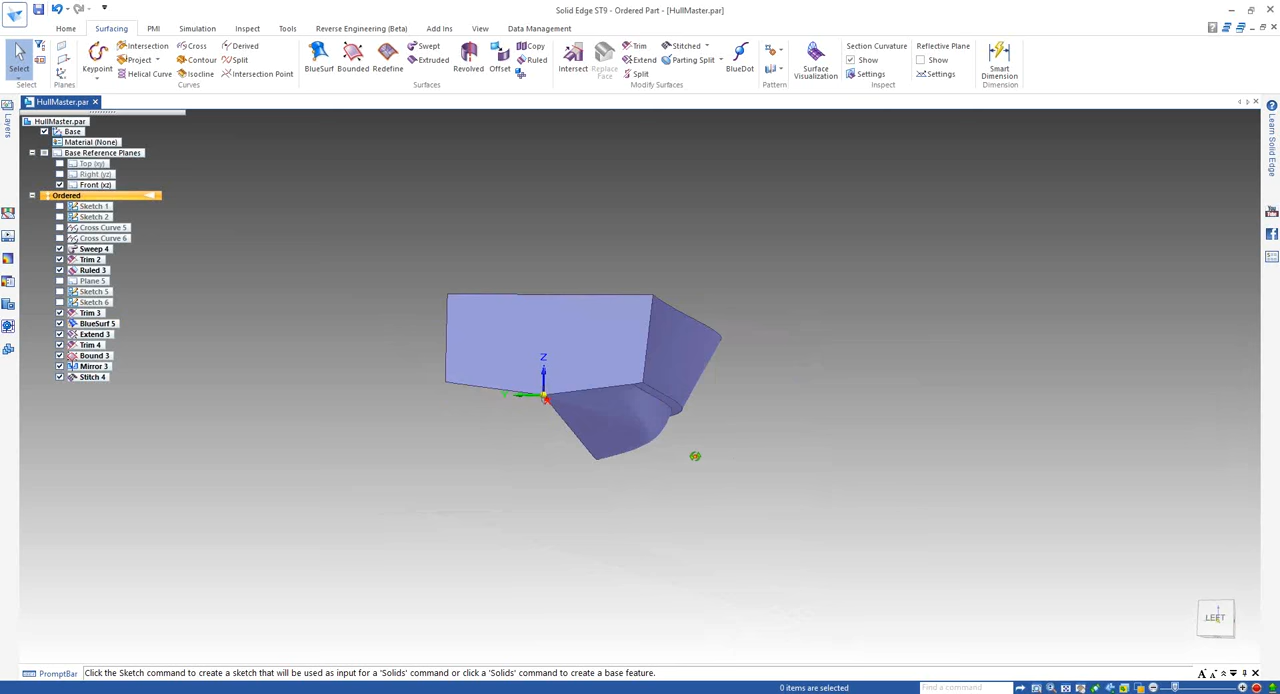 Solid Edge ST9 - Ordered Part - [HullMaster.par]
Home Surfacing PMI Simulation Inspect Tools Reverse Engineering (Beta) Add Ins View Data Management
Select
Select
Planes
Keypoint
Intersection
Project
Helical Curve
Cross
Contour
Isocline
Derived
Split
Intersection Point
Curves
BlueSurf
Bounded
Redefine
Swept
Extruded
Revolved
Offset
Copy
Ruled
Surfaces
Intersect
Replace Face
Trim
Extend
Split
Stitched
Parting Split
BlueDot
Modify Surfaces
Pattern
Surface Visualization
Section Curvature
Show
Settings
Reflective Plane
Show
Settings
Inspect
Smart Dimension
Dimension
HullMaster.par
Layers
Learn Solid Edge
You Tube
HullMaster.par
Base
Material (None)
Base Reference Planes
Top (xy)
Right (yz)
Front (xz)
Ordered
Sketch 1
Sketch 2
Cross Curve 5
Cross Curve 6
Sweep 4
Trim 2
Ruled 3
Plane 5
Sketch 5
Sketch 6
Trim 3
BlueSurf 5
Extend 3
Trim 4
Bound 3
Mirror 3
Stitch 4
Z
Y
LEFT
PromptBar
Click the Sketch command to create a sketch that will be used as input for a 'Solids' command or click a 'Solids' command to create a base feature.
0 items are selected
Find a command